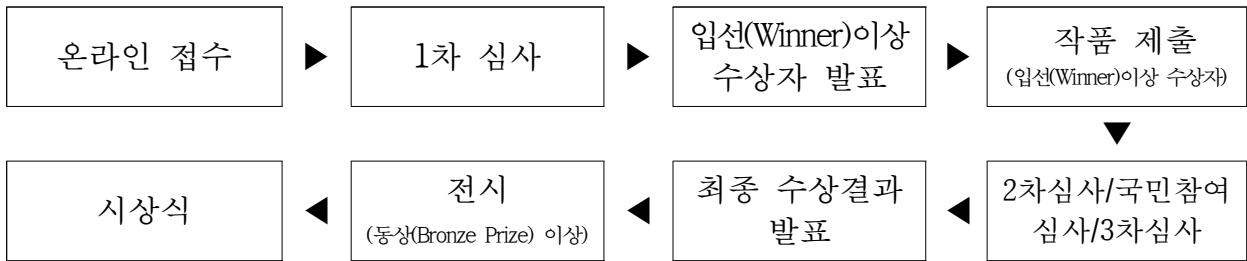 온라인 접수
▶
1차 심사
▶
입선(Winner)이상
수상자 발표
▶
작품 제출
(입선(Winner)이상 수상자)
▼
2차심사/국민참여
심사/3차심사
◀
최종 수상결과
발표
◀
전시
(동상(Bronze Prize) 이상)
◀
시상식